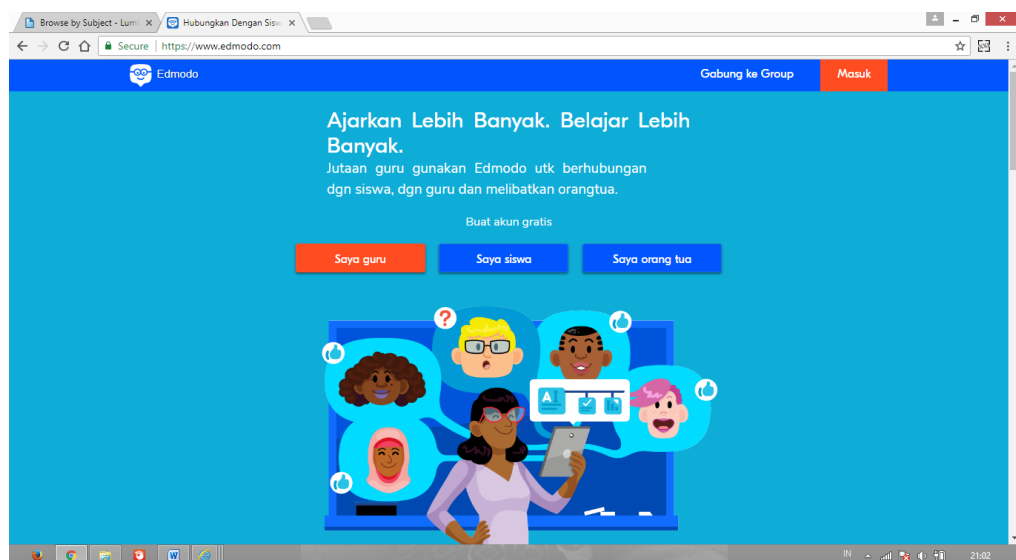 Browse by Subject - Lumi
Hubungkan Dengan Sisw
Secure | https://www.edmodo.com
Edmodo
Gabung ke Group
Masuk
Ajarkan Lebih Banyak. Belajar Lebih
Banyak.
Jutaan guru gunakan Edmodo utk berhubungan
dgn siswa, dgn guru dan melibatkan orangtua.
Buat akun gratis
Saya guru
Saya siswa
Saya orang tua
?
A
IN
21:02